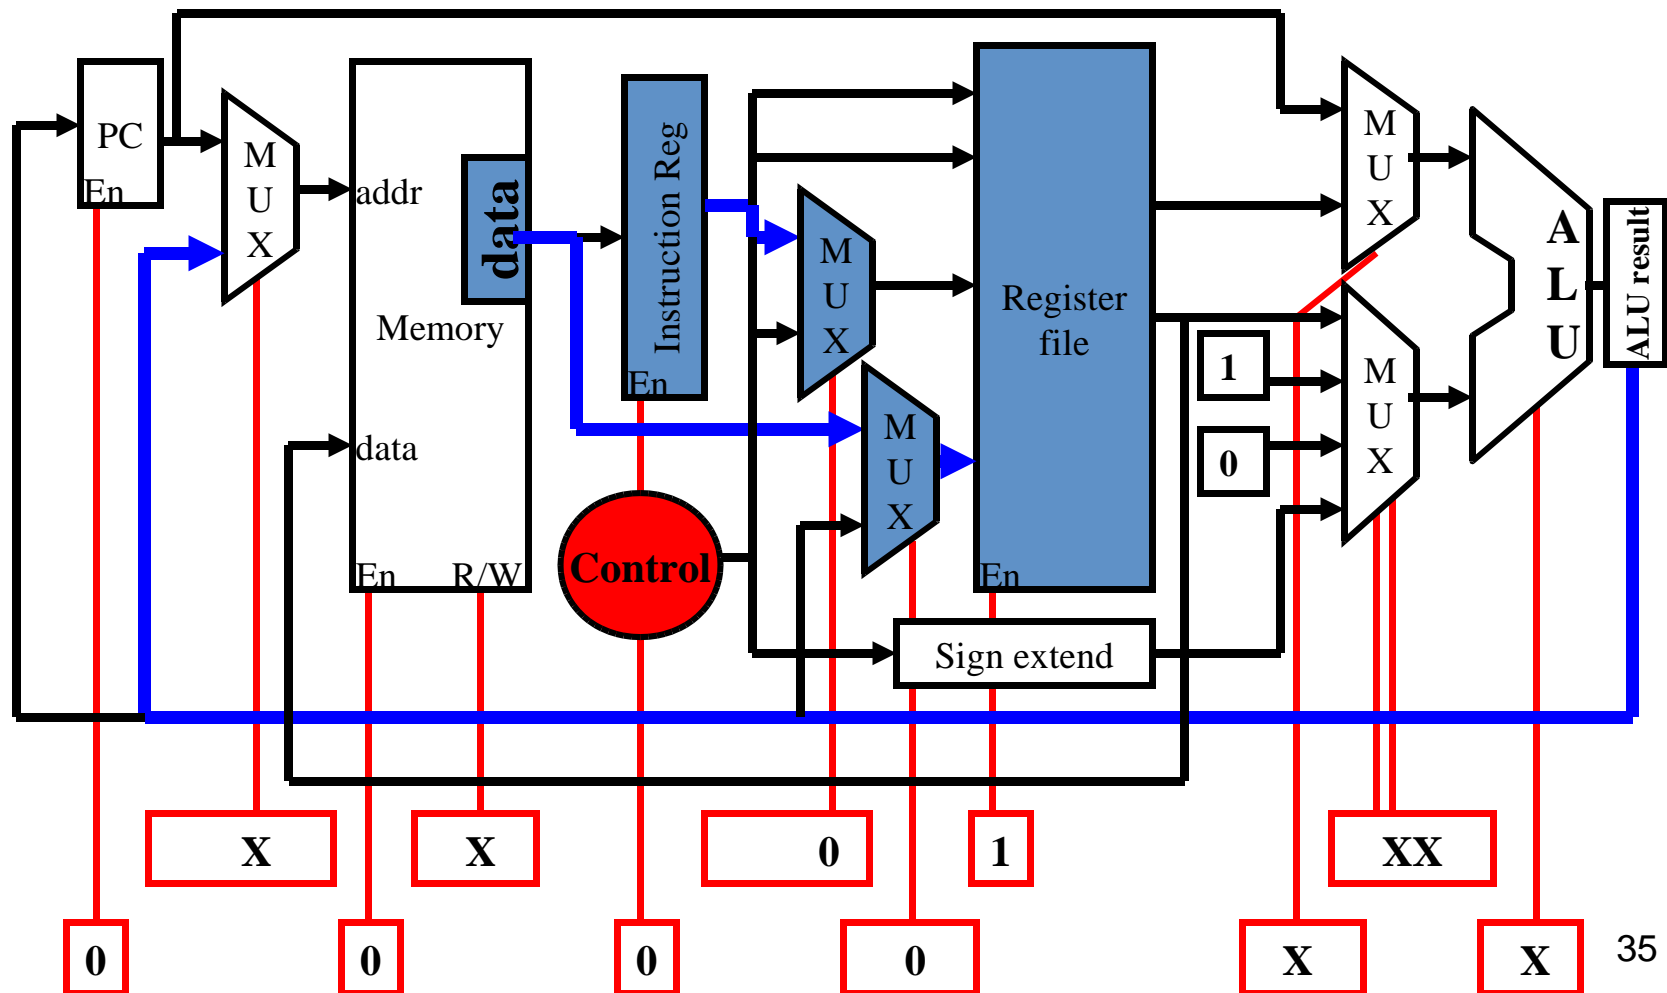 PC
En
M
U
X
addr
data
Memory
data
En
R/W
Instruction Reg
En
Control
M
U
X
M
U
X
Register
file
En
Sign extend
M
U
X
1
0
M
U
X
A
L
U
ALU result
X
X
0
1
XX
0
0
0
0
X
X
35